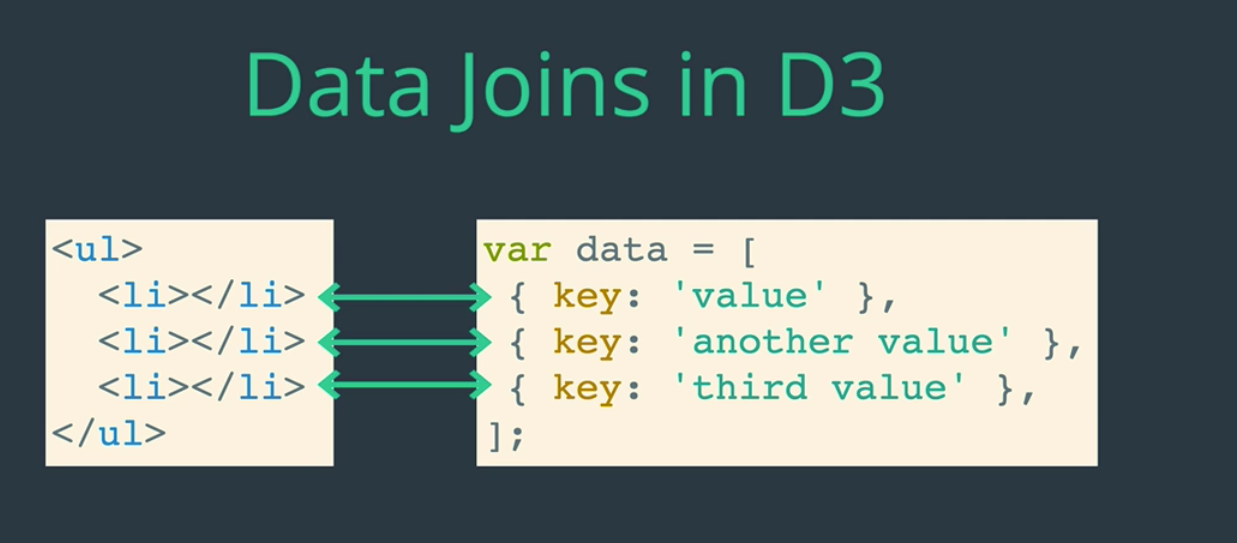 Data Joins in D3
<ul>
<li></li>
<li></li>
<li></li>
</ul>
var data = [
{ key: 'value' },
{ key: 'another value' },
{ key: 'third value' },
];